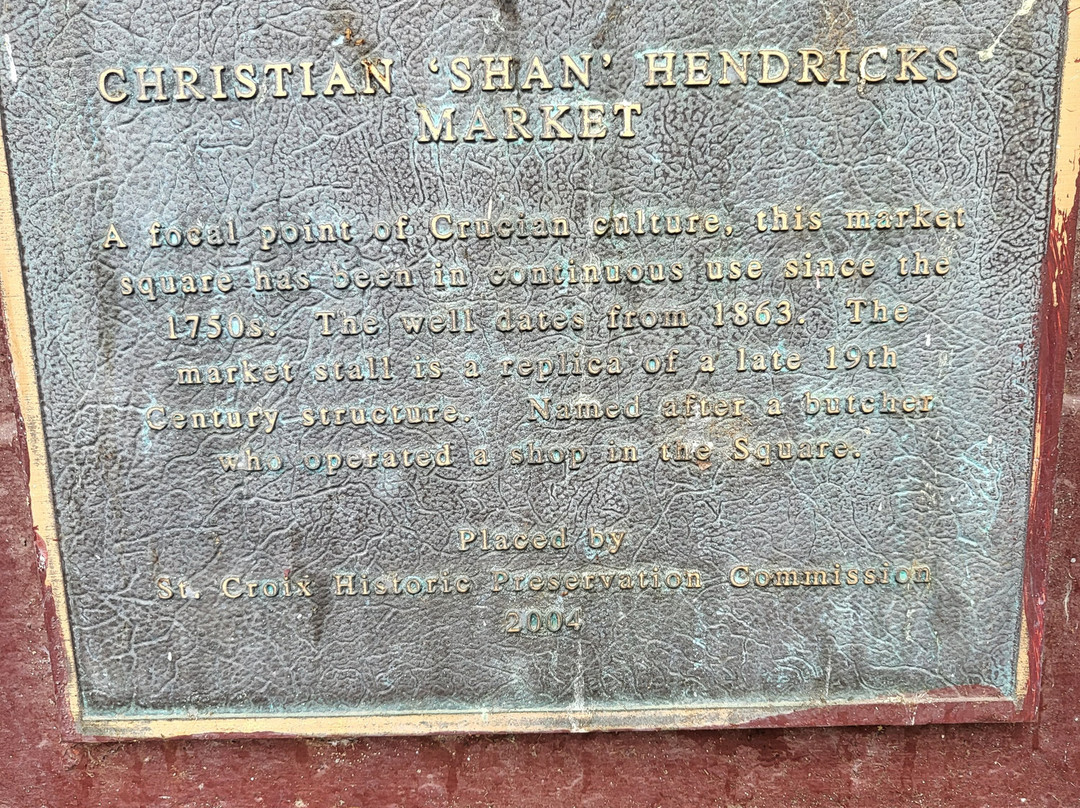 CHRISTIAN ‘SHAN’ HENDRICKS
MARKET
A focal point of Crucian culture, this market
square has been in continuous use since the
1750s. The well dates from 1863. The
market stall is a replica of a late 19th
Century structure. Named after a butcher
who operated a shop in the Square.
Placed by
St. Croix Historic Preservation Commission
2004